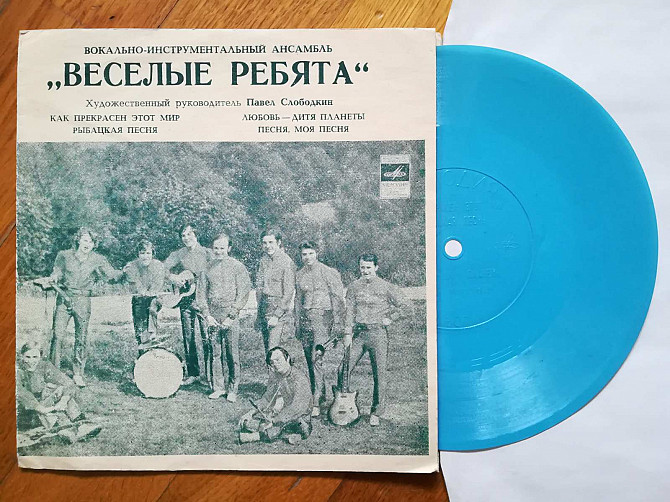 ВОКАЛЬНО-ИНСТРУМЕНТАЛЬНЫЙ АНСАМБЛЬ
„ВЕСЕЛЫЕ РЕБЯТА“
Художественный руководитель Павел Слободкин
КАК ПРЕКРАСЕН ЭТОТ МИР
РЫБАЦКАЯ ПЕСНЯ
ЛЮБОВЬ — ДИТЯ ПЛАНЕТЫ
ПЕСНЯ, МОЯ ПЕСНЯ